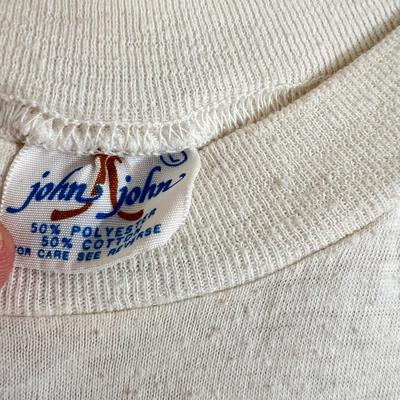 L
john john
50% POLYESTER
50% COTTON
FOR CARE SEE REVERSE